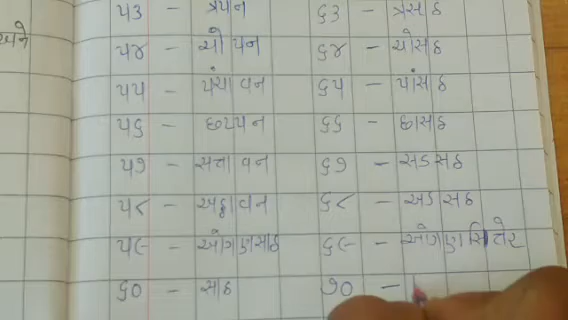 અને
૫૩ - ત્રેપન ૬૩ - ત્રેસઠ
૫૪ - ચોપન ૬૪ - ચોસઠ
૫૫ - પંચાવન ૬૫ - પાંસઠ
૫૬ - છપ્પન ૬૬ - છાસઠ
૫૭ - સત્તાવન ૬૭ - સડસઠ
૫૮ - અઠ્ઠાવન ૬૮ - અડસઠ
૫૯ - ઓગણસાઠ ૬૯ - ઓગણસિત્તેર
૬૦ - સાઠ ૭૦ -